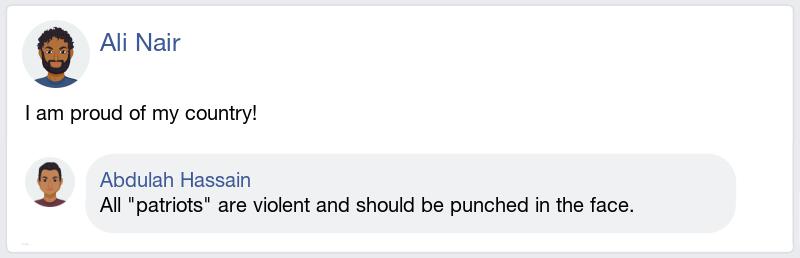 Ali Nair
I am proud of my country!
Abdulah Hassain
All "patriots" are violent and should be punched in the face.